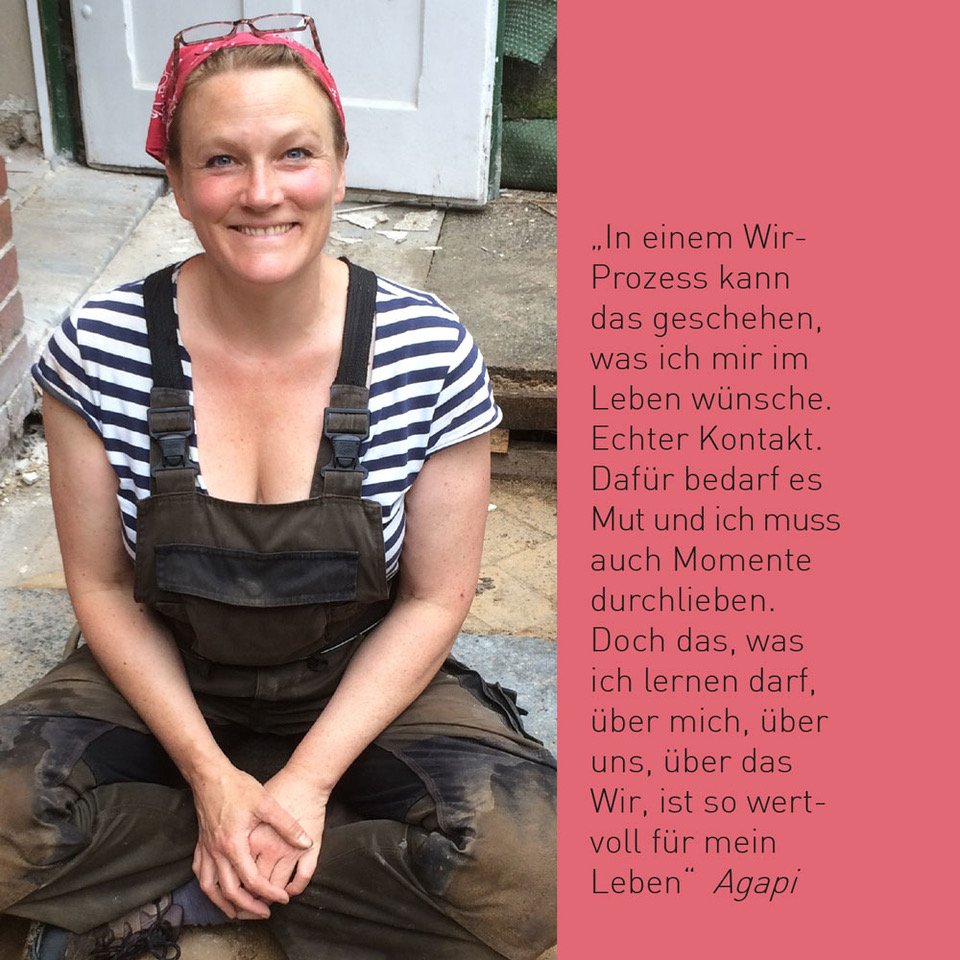 „In einem Wir-
Prozess kann
das geschehen,
was ich mir im
Leben wünsche.
Echter Kontakt.
Dafür bedarf es
Mut und ich muss
auch Momente
durchlieben.
Doch das, was
ich lernen darf,
über mich, über
uns, über das
Wir, ist so wert-
voll für mein
Leben“ Agapi